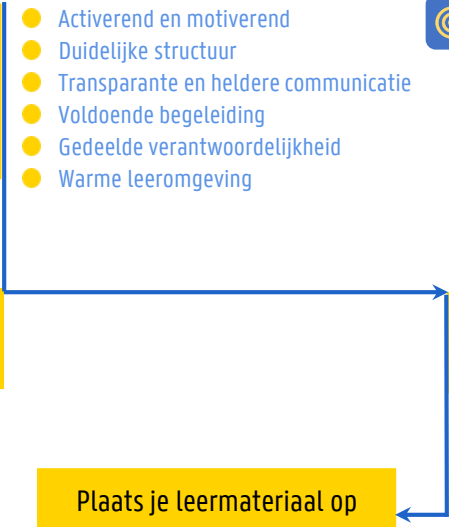 Activerend en motiverend
Duidelijke structuur
Transparante en heldere communicatie
Voldoende begeleiding
Gedeelde verantwoordelijkheid
Warme leeromgeving
Plaats je leermateriaal op